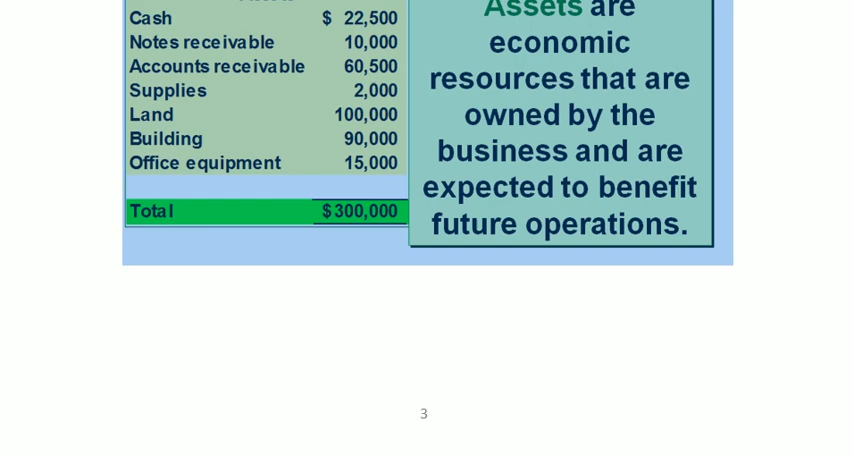 Cash $ 22,500
Notes receivable 10,000
Accounts receivable 60,500
Supplies 2,000
Land 100,000
Building 90,000
Office equipment 15,000
Total $300,000
Assets are
economic
resources that are
owned by the
business and are
expected to benefit
future operations.
3